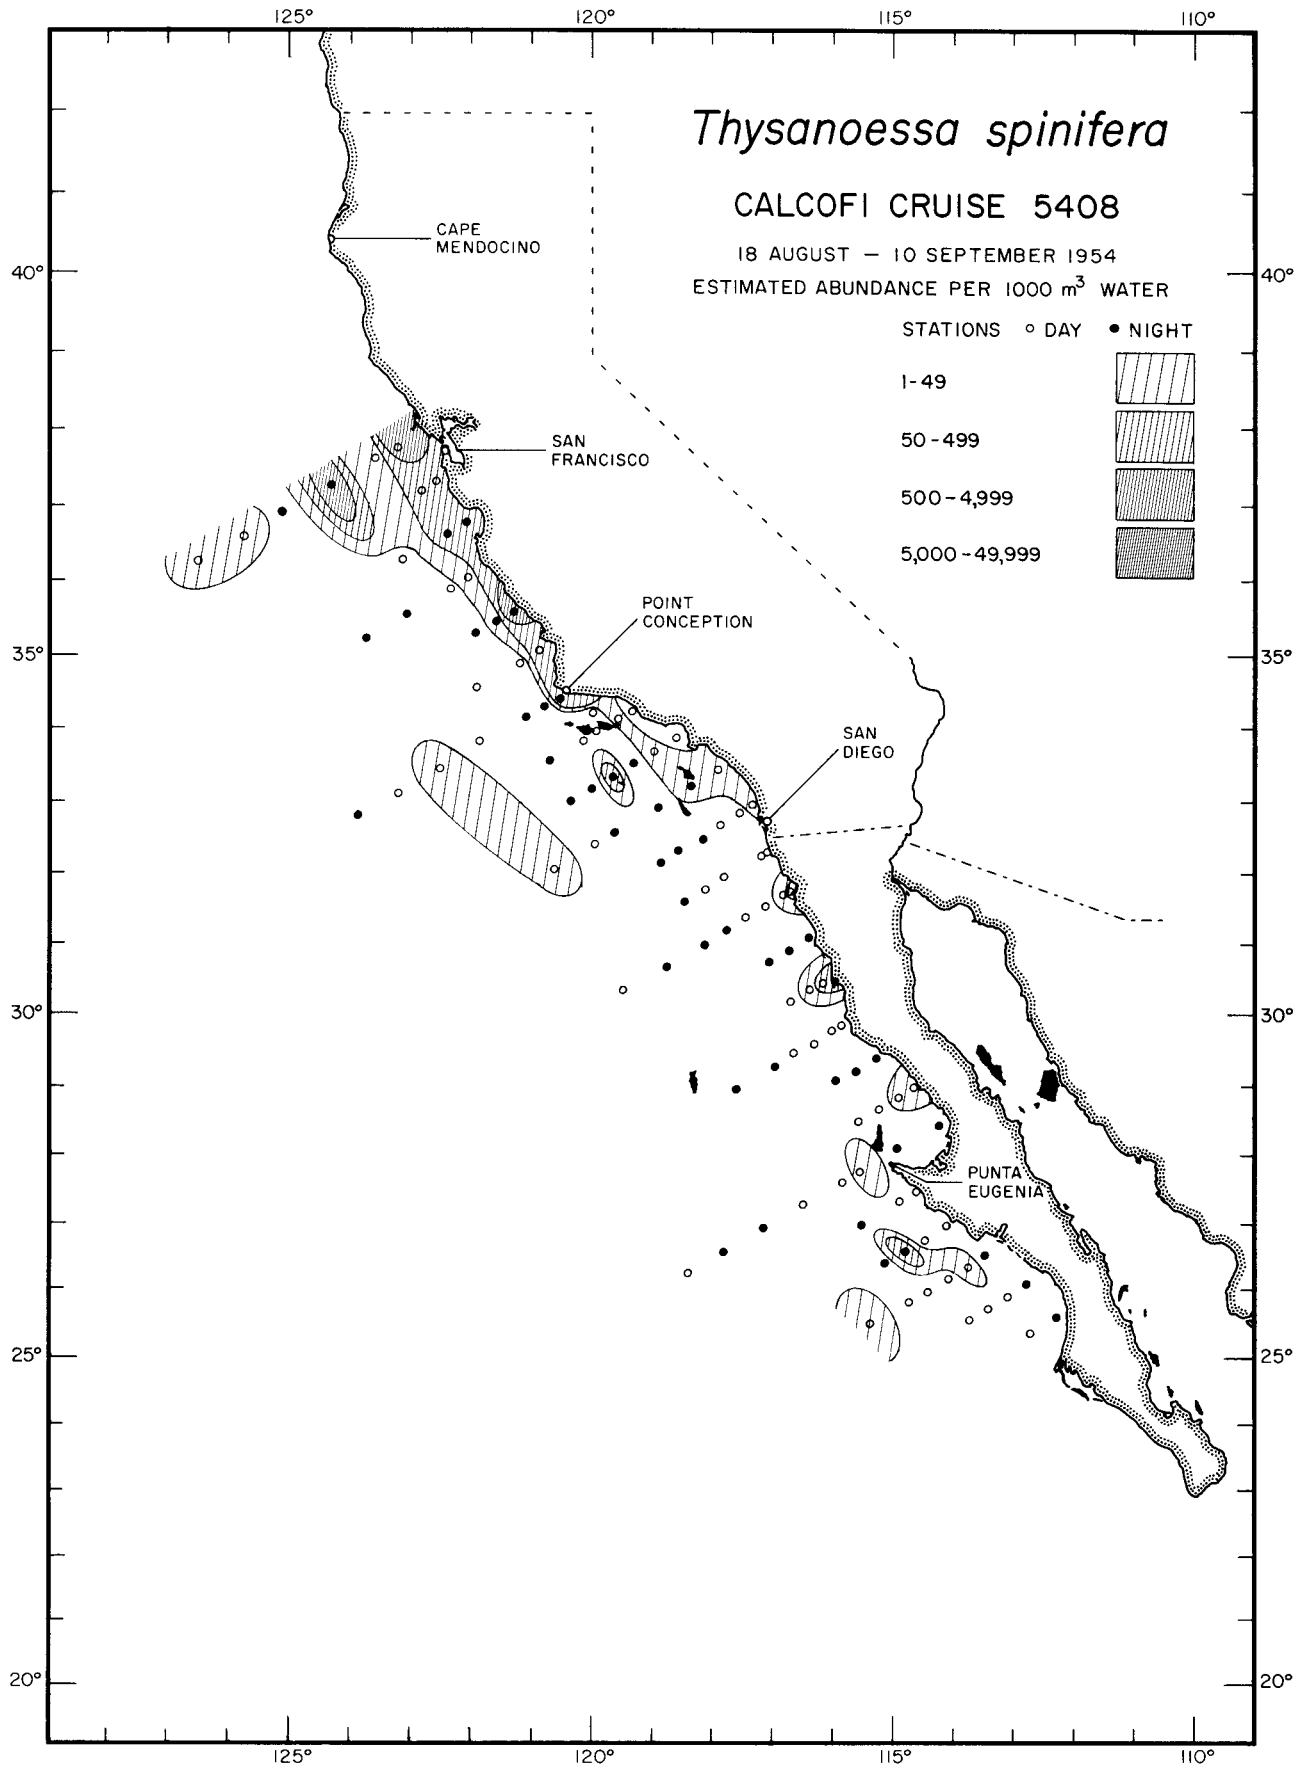 125° 120° 115° 110°
Thysanoessa spinifera
CALCOFI CRUISE 5408
18 AUGUST — 10 SEPTEMBER 1954
ESTIMATED ABUNDANCE PER 1000 m³ WATER
STATIONS ○ DAY ● NIGHT
1-49
50-499
500-4,999
5,000-49,999
CAPE
MENDOCINO
40° 40°
SAN
FRANCISCO
POINT
CONCEPTION
35° 35°
SAN
DIEGO
30° 30°
PUNTA
EUGENIA
25° 25°
20° 20°
125° 120° 115° 110°